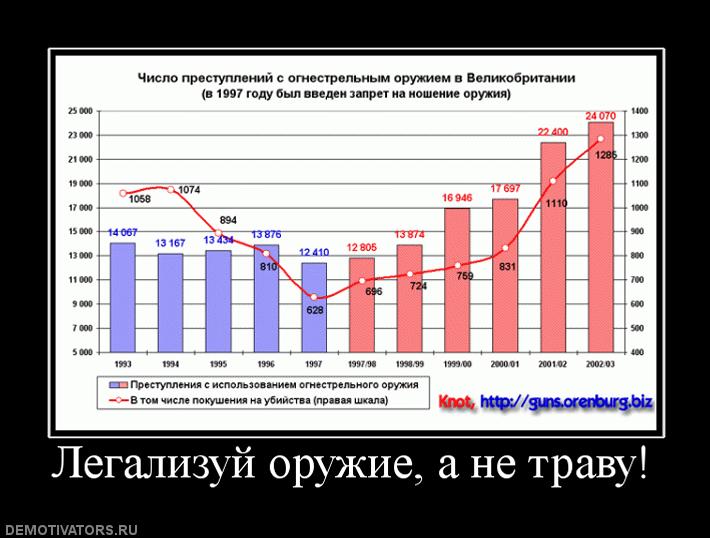 Число преступлений с огнестрельным оружием в Великобритании
(в 1997 году был введен запрет на ношение оружия)
25 000 1400
23 000 1300
21 000 1200
19 000 1100
17 000 1000
15 000 900
13 000 800
11 000 700
9 000 600
7 000 500
5 000 400
14 067 13 167 13 434 13 876 12 410 12 805 13 874 16 946 17 697 22 400 24 070
1058 1074 894 810 628 696 724 759 831 1110 1285
1993 1994 1995 1996 1997 1997/98 1998/99 1999/00 2000/01 2001/02 2002/03
Преступления с использованием огнестрельного оружия
В том числе покушения на убийства (правая шкала)
Knot, http://guns.orenburg.biz
Легализуй оружие, а не траву!
DEMOTIVATORS.RU